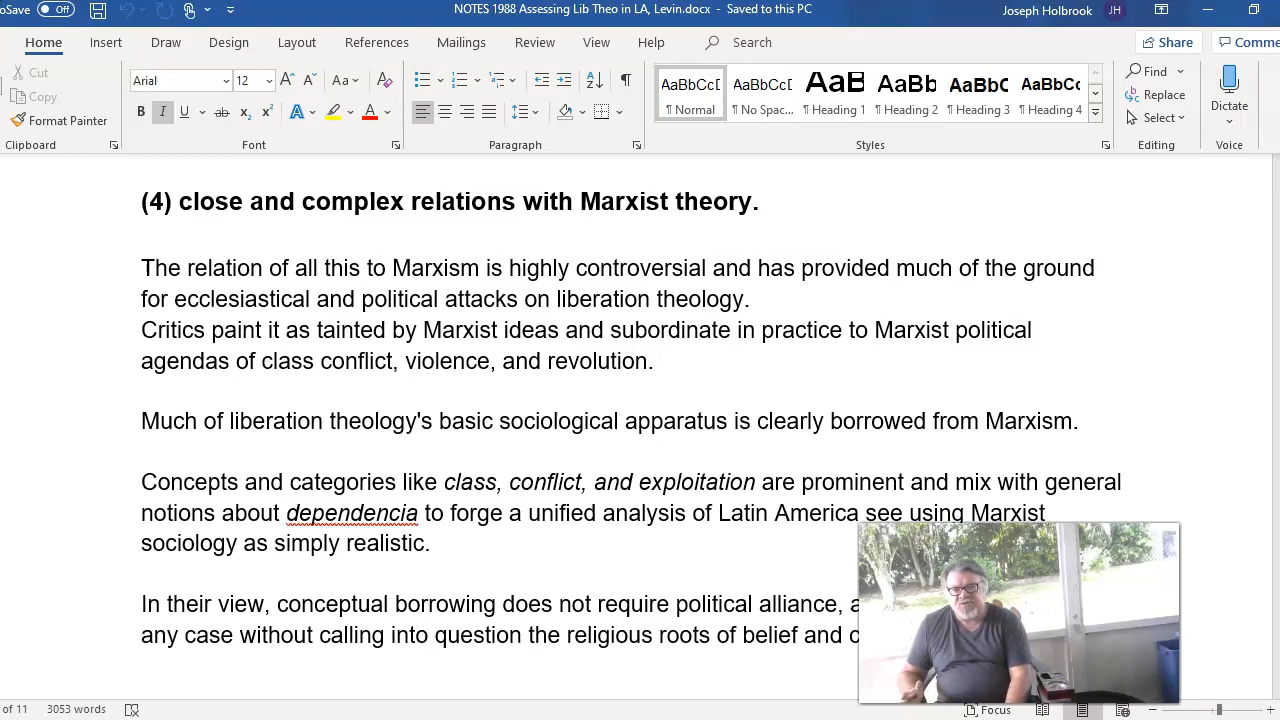 oSave Off NOTES 1988 Assessing Lib Theo in LA, Levin.docx - Saved to this PC Joseph Holbrook JH
Home Insert Draw Design Layout References Mailings Review View Help Search Share Comme
Cut
Copy
Format Painter
Clipboard
Arial 12
Font
Paragraph
AaBbCcD AaBbCcD AaB AaBb AaBbC AaBbCc
¶ Normal ¶ No Spac... ¶ Heading 1 ¶ Heading 2 ¶ Heading 3 ¶ Heading 4
Styles
Find
Replace
Select
Editing
Dictate
Voice
(4) close and complex relations with Marxist theory.
The relation of all this to Marxism is highly controversial and has provided much of the ground
for ecclesiastical and political attacks on liberation theology.
Critics paint it as tainted by Marxist ideas and subordinate in practice to Marxist political
agendas of class conflict, violence, and revolution.
Much of liberation theology's basic sociological apparatus is clearly borrowed from Marxism.
Concepts and categories like class, conflict, and exploitation are prominent and mix with general
notions about dependencia to forge a unified analysis of Latin America see using Marxist
sociology as simply realistic.
In their view, conceptual borrowing does not require political alliance,
any case without calling into question the religious roots of belief and
of 11 3053 words Focus